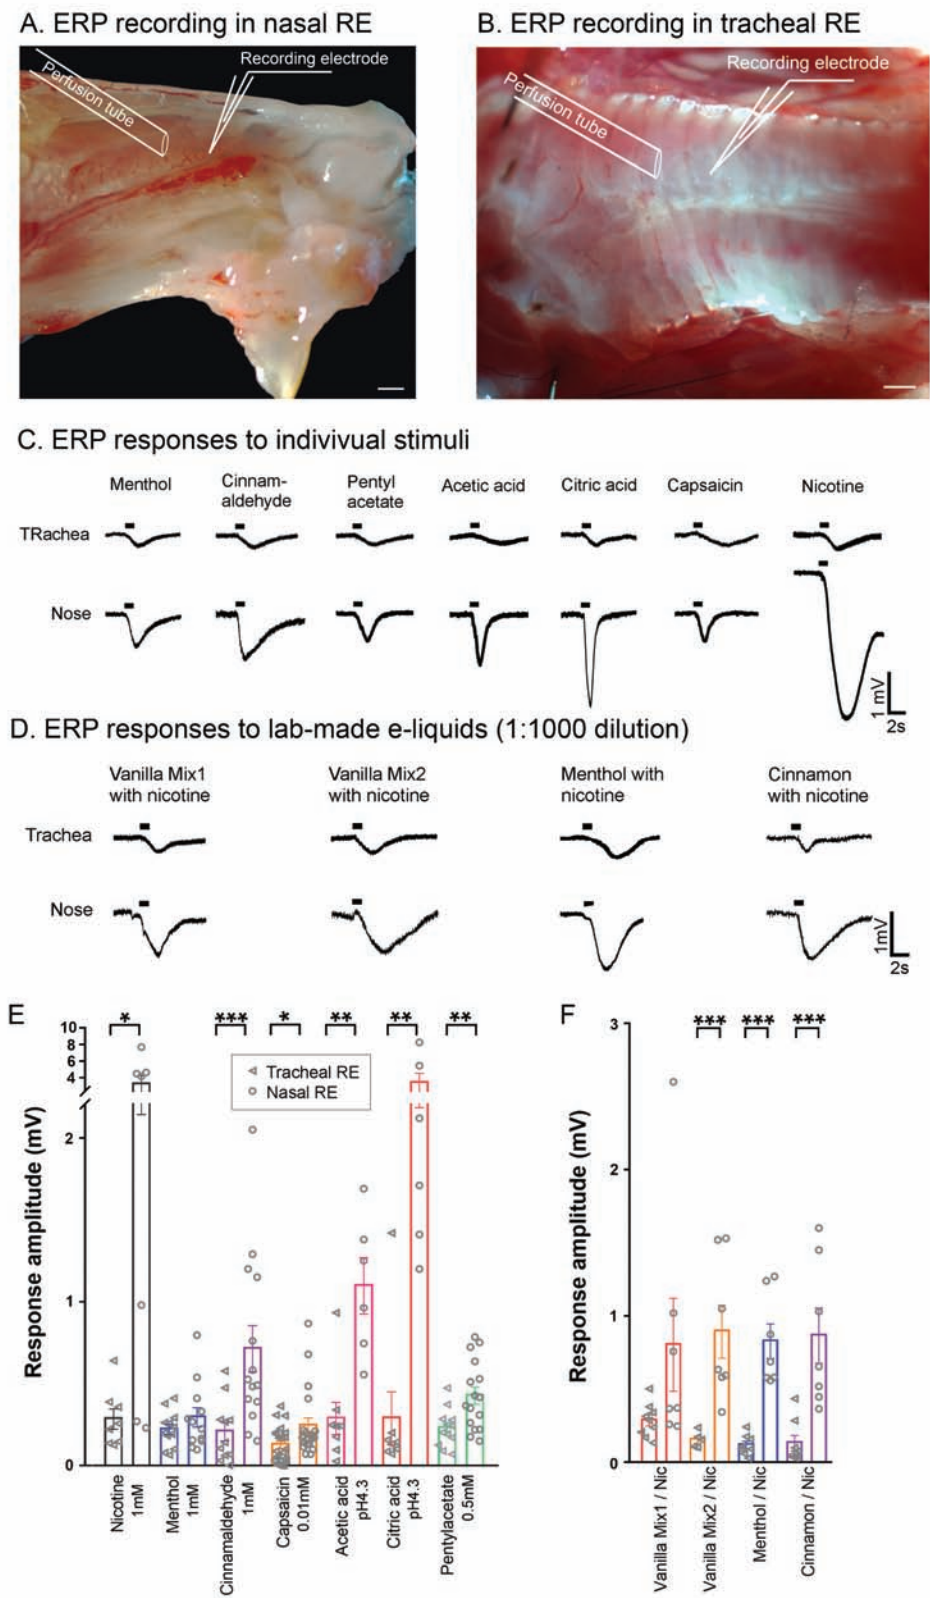 A. ERP recording in nasal RE
B. ERP recording in tracheal RE
Perfusion tube
Recording electrode
Perfusion tube
Recording electrode
C. ERP responses to indivivual stimuli
Menthol
Cinnam-
aldehyde
Pentyl
acetate
Acetic acid
Citric acid
Capsaicin
Nicotine
TRachea
Nose
1 mV
2s
D. ERP responses to lab-made e-liquids (1:1000 dilution)
Vanilla Mix1
with nicotine
Vanilla Mix2
with nicotine
Menthol with
nicotine
Cinnamon
with nicotine
Trachea
Nose
1mV
2s
E
Response amplitude (mV)
10
8
6
4
2
1
0
* *** * ** ** **
Tracheal RE
Nasal RE
Nicotine
1mM
Menthol
1mM
Cinnamaldehyde
1mM
Capsaicin
0.01mM
Acetic acid
pH4.3
Citric acid
pH4.3
Pentylacetate
0.5mM
F
Response amplitude (mV)
3
2
1
0
*** *** ***
Vanilla Mix1 / Nic
Vanilla Mix2 / Nic
Menthol / Nic
Cinnamon / Nic